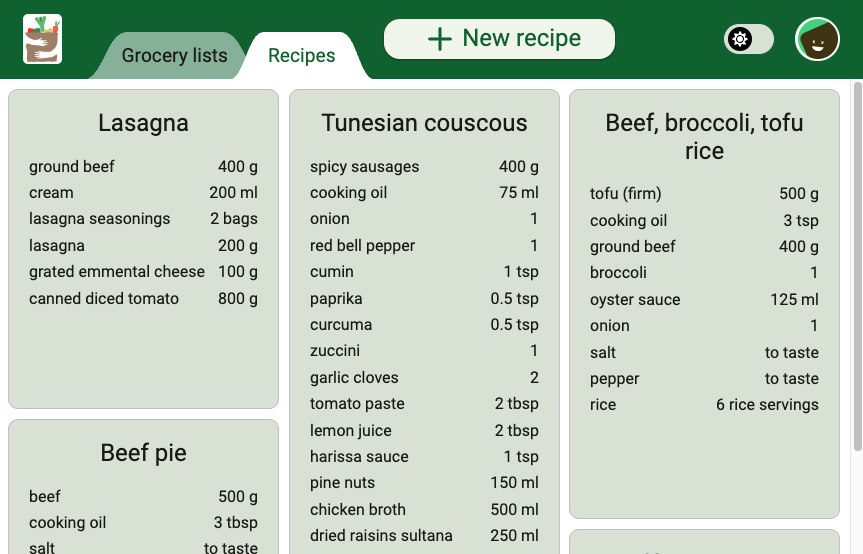 Grocery lists
Recipes
+ New recipe
Lasagna
ground beef 400 g
cream 200 ml
lasagna seasonings 2 bags
lasagna 200 g
grated emmental cheese 100 g
canned diced tomato 800 g
Beef pie
beef 500 g
cooking oil 3 tbsp
salt to taste
Tunesian couscous
spicy sausages 400 g
cooking oil 75 ml
onion 1
red bell pepper 1
cumin 1 tsp
paprika 0.5 tsp
curcuma 0.5 tsp
zuccini 1
garlic cloves 2
tomato paste 2 tbsp
lemon juice 2 tbsp
harissa sauce 1 tsp
pine nuts 150 ml
chicken broth 500 ml
dried raisins sultana 250 ml
Beef, broccoli, tofu
rice
tofu (firm) 500 g
cooking oil 3 tsp
ground beef 400 g
broccoli 1
oyster sauce 125 ml
onion 1
salt to taste
pepper to taste
rice 6 rice servings